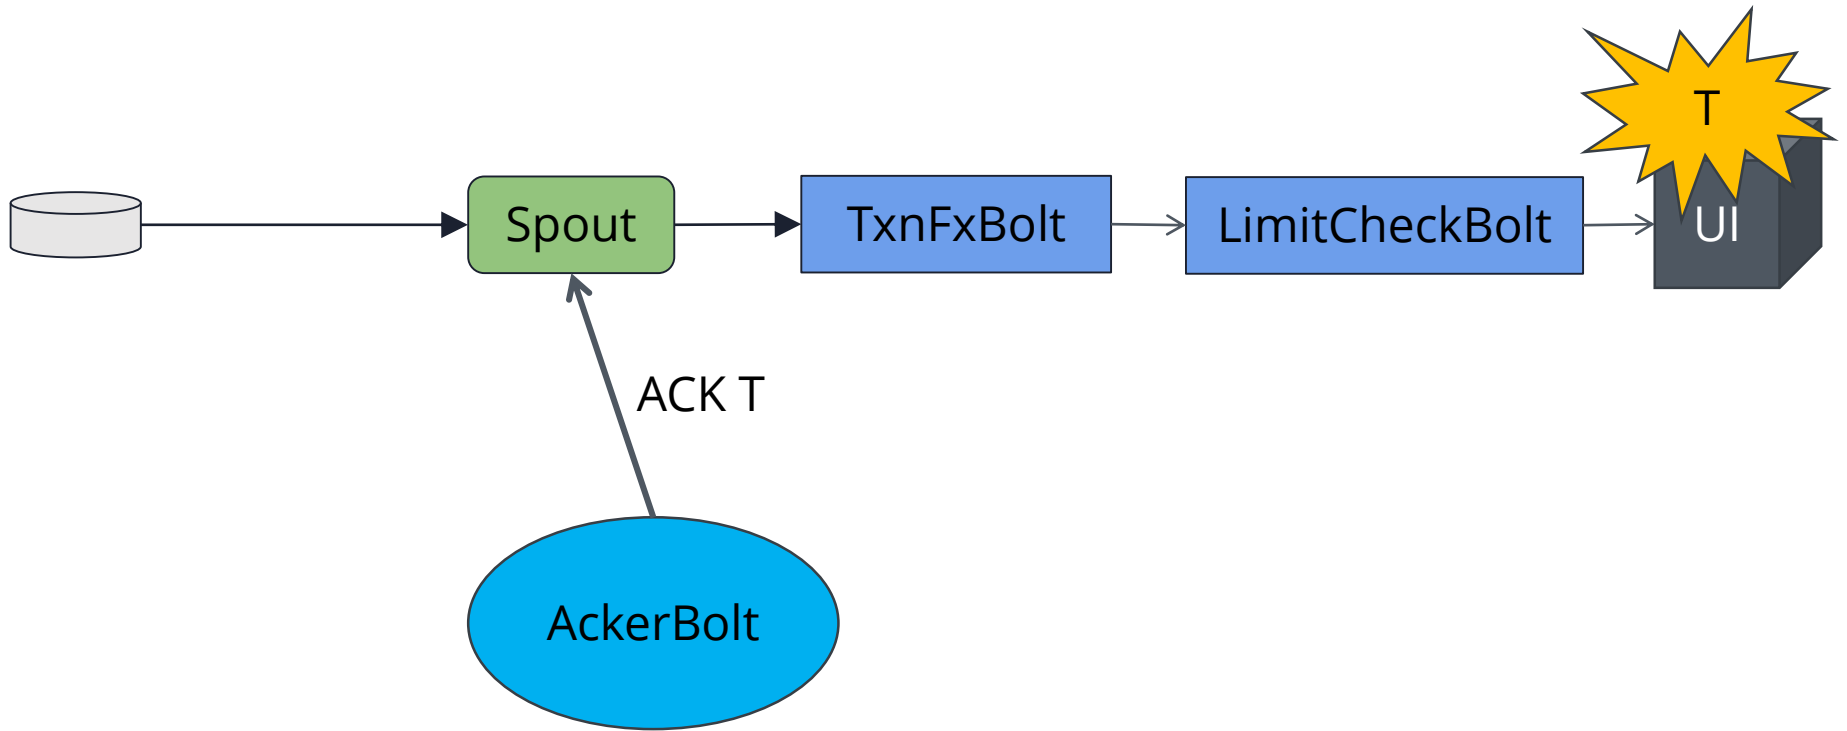 T
Spout
TxnFxBolt
LimitCheckBolt
UI
ACK T
AckerBolt